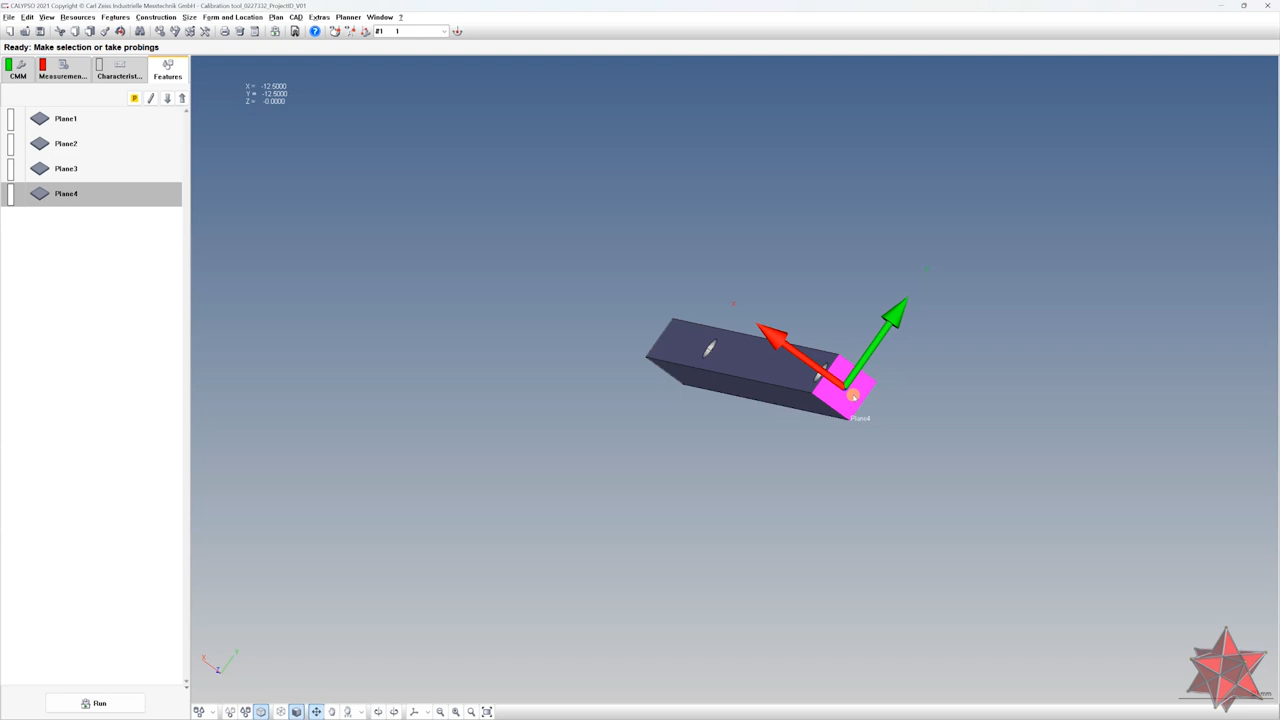 CALYPSO 2021 Copyright © Carl Zeiss Industrielle Messtechnik GmbH - Calibration tool_0227332_ProjectID_V01
File Edit View Resources Features Construction Size Form and Location Plan CAD Extras Planner Window ?
#1 1
Ready: Make selection or take probings
CMM Measuremen... Characterist... Features
X = -12.5000
Y = -12.5000
Z = -0.0000
Plane1
Plane2
Plane3
Plane4
X
Plane4
X Y
Z
mm
Run